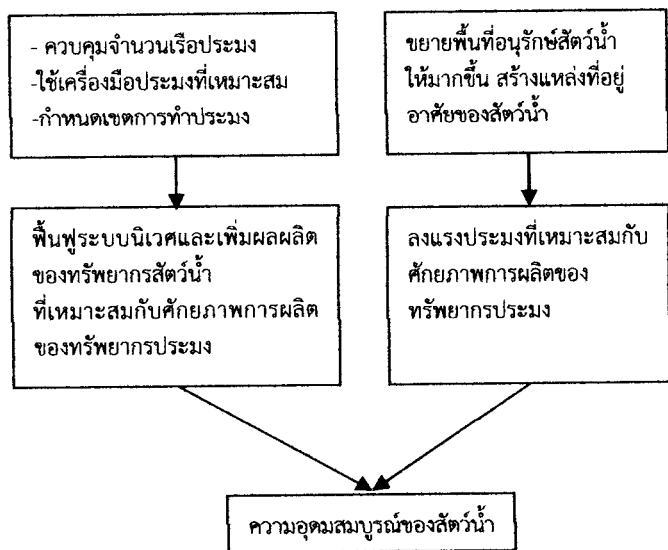 - ควบคุมจำนวนเรือประมง
-ใช้เครื่องมือประมงที่เหมาะสม
-กำหนดเขตการทำประมง
ขยายพื้นที่อนุรักษ์สัตว์น้ำ
ให้มากขึ้น สร้างแหล่งที่อยู่
อาศัยของสัตว์น้ำ
ฟื้นฟูระบบนิเวศและเพิ่มผลผลิต
ของทรัพยากรสัตว์น้ำ
ที่เหมาะสมกับศักยภาพการผลิต
ของทรัพยากรประมง
ลงแรงประมงที่เหมาะสมกับ
ศักยภาพการผลิตของ
ทรัพยากรประมง
ความอุดมสมบูรณ์ของสัตว์น้ำ